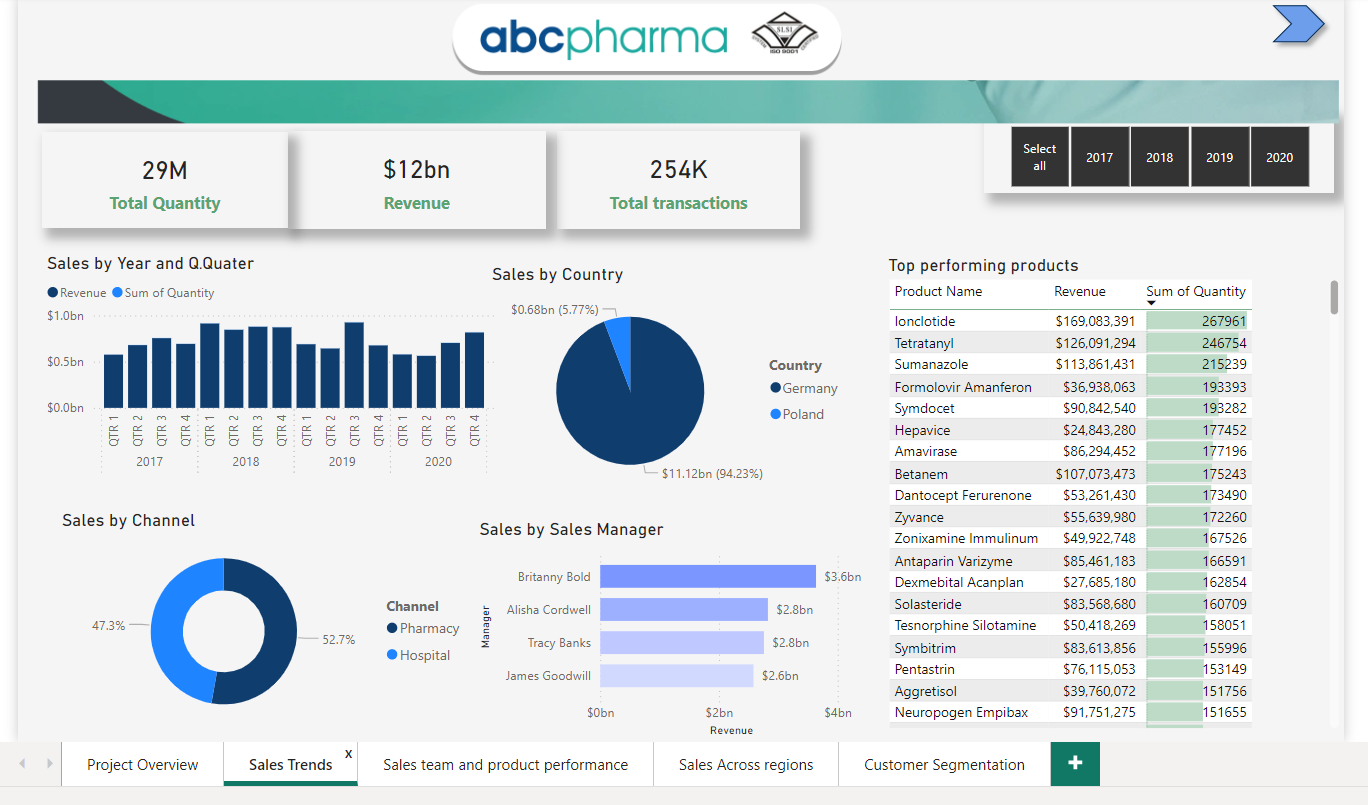 abcpharma
SLSI
ISO 9001
29M
Total Quantity
$12bn
Revenue
254K
Total transactions
Select all
2017
2018
2019
2020
Sales by Year and Q.Quater
Revenue Sum of Quantity
$1.0bn
$0.5bn
$0.0bn
QTR 1 QTR 2 QTR 3 QTR 4 QTR 1 QTR 2 QTR 3 QTR 4 QTR 1 QTR 2 QTR 3 QTR 4 QTR 1 QTR 2 QTR 3 QTR 4
2017 2018 2019 2020
Sales by Country
$0.68bn (5.77%)
$11.12bn (94.23%)
Country
Germany
Poland
Sales by Channel
47.3%
52.7%
Channel
Pharmacy
Hospital
Sales by Sales Manager
Manager
Britanny Bold $3.6bn
Alisha Cordwell $2.8bn
Tracy Banks $2.8bn
James Goodwill $2.6bn
$0bn $2bn $4bn
Revenue
Top performing products
Product Name Revenue Sum of Quantity
Ionclotide $169,083,391 267961
Tetratanyl $126,091,294 246754
Sumanazole $113,861,431 215239
Formolovir Amanferon $36,938,063 193393
Symdocet $90,842,540 193282
Hepavice $24,843,280 177452
Amavirase $86,294,452 177196
Betanem $107,073,473 175243
Dantocept Ferurenone $53,261,430 173490
Zyvance $55,639,980 172260
Zonixamine Immulinum $49,922,748 167526
Antaparin Varizyme $85,461,183 166591
Dexmebital Acanplan $27,685,180 162854
Solasteride $83,568,680 160709
Tesnorphine Silotamine $50,418,269 158051
Symbitrim $83,613,856 155996
Pentastrin $76,115,053 153149
Aggretisol $39,760,072 151756
Neuropogen Empibax $91,751,275 151655
Project Overview
Sales Trends
x
Sales team and product performance
Sales Across regions
Customer Segmentation
+